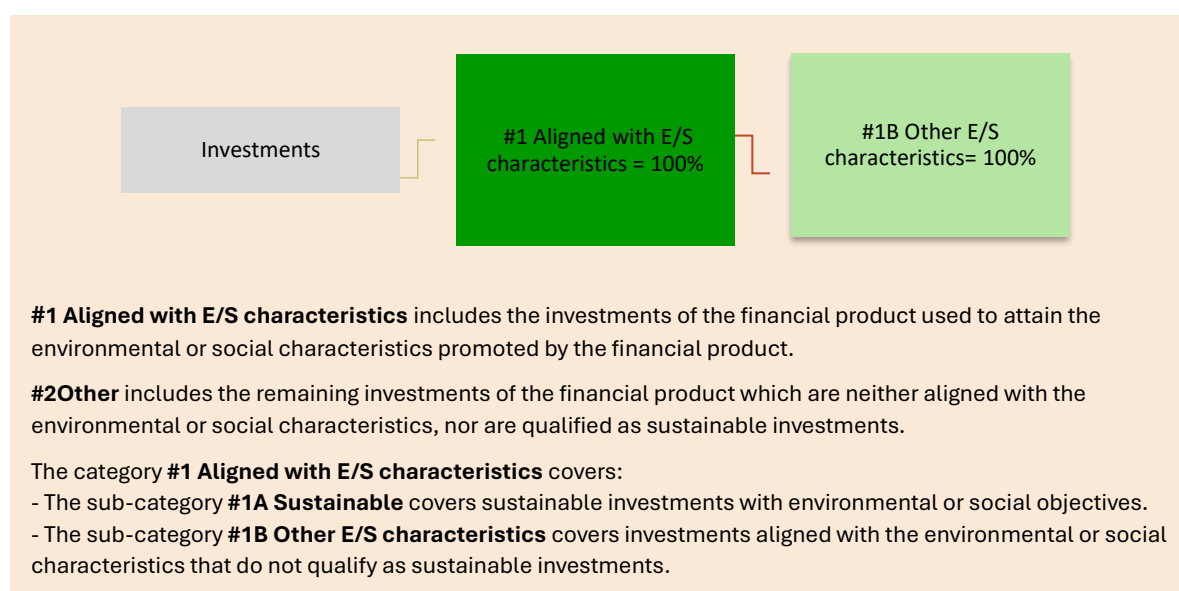 Investments
#1 Aligned with E/S
characteristics = 100%
#1B Other E/S
characteristics= 100%
#1 Aligned with E/S characteristics includes the investments of the financial product used to attain the
environmental or social characteristics promoted by the financial product.
#2Other includes the remaining investments of the financial product which are neither aligned with the
environmental or social characteristics, nor are qualified as sustainable investments.
The category #1 Aligned with E/S characteristics covers:
- The sub-category #1A Sustainable covers sustainable investments with environmental or social objectives.
- The sub-category #1B Other E/S characteristics covers investments aligned with the environmental or social
characteristics that do not qualify as sustainable investments.